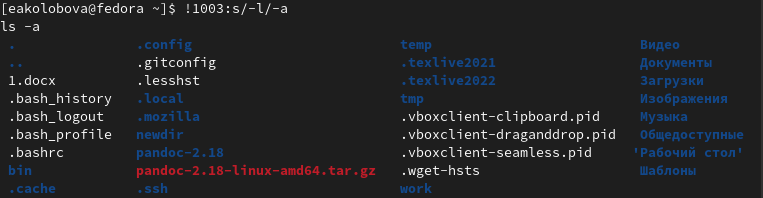 [eakolobova@fedora ~]$ !1003:s/-l/-a
ls -a
. .config temp Видео
.. .gitconfig .texlive2021 Документы
1.docx .lesshst .texlive2022 Загрузки
.bash_history .local tmp Изображения
.bash_logout .mozilla .vboxclient-clipboard.pid Музыка
.bash_profile newdir .vboxclient-draganddrop.pid Общедоступные
.bashrc pandoc-2.18 .vboxclient-seamless.pid 'Рабочий стол'
bin pandoc-2.18-linux-amd64.tar.gz .wget-hsts Шаблоны
.cache .ssh work